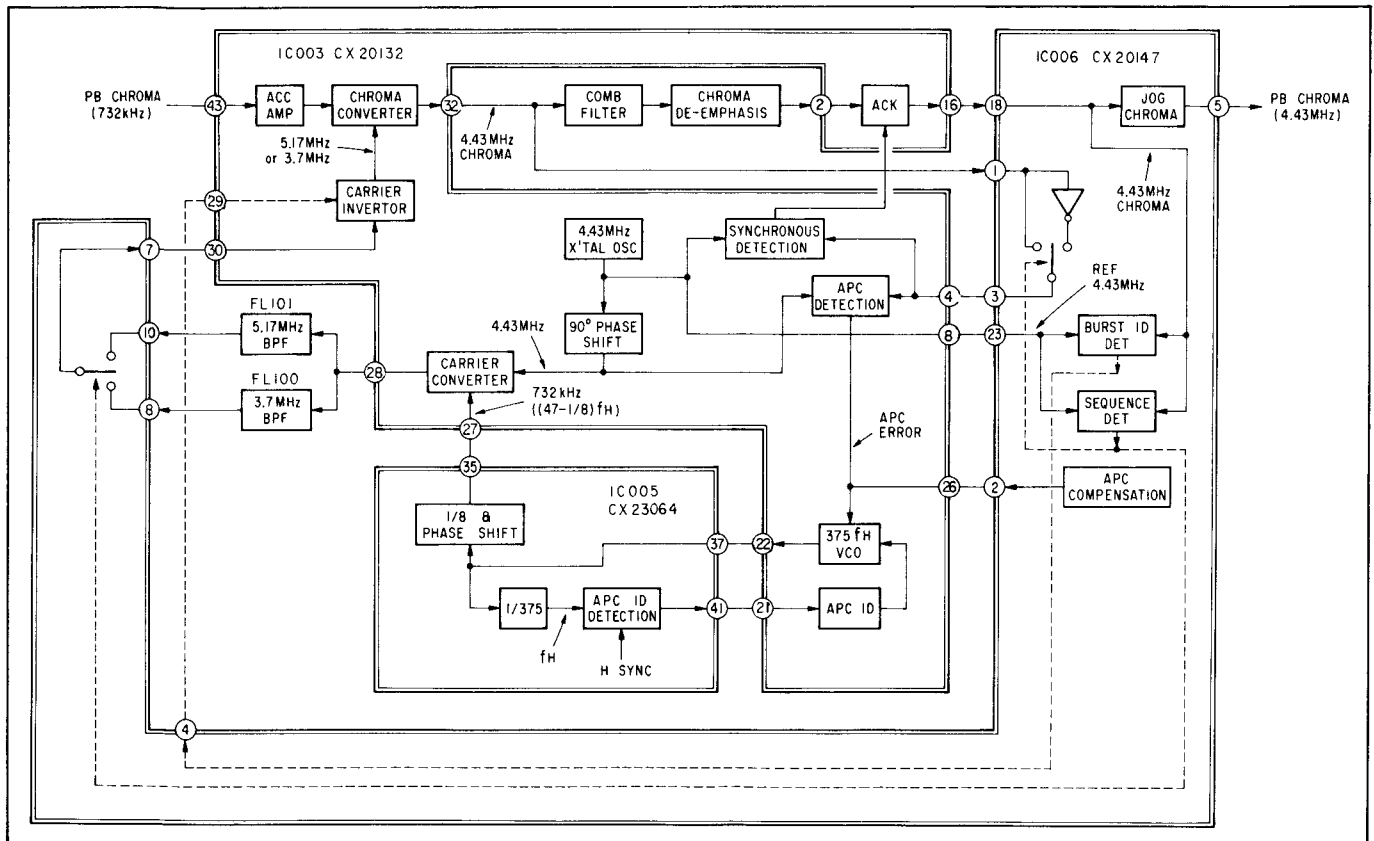 IC003 CX20132
IC006 CX20147
PB CHROMA
(732kHz)
43
ACC
AMP
CHROMA
CONVERTER
32
COMB
FILTER
CHROMA
DE-EMPHASIS
2
ACK
16
18
JOG
CHROMA
5
PB CHROMA
(4.43MHz)
5.17MHz
or 3.7MHz
4.43MHz
CHROMA
1
4.43MHz
CHROMA
29
CARRIER
INVERTOR
30
7
4.43MHz
X'TAL OSC
SYNCHRONOUS
DETECTION
REF
4.43MHz
FL101
10
5.17MHz
BPF
APC
DETECTION
4
3
8
23
BURST ID
DET
90° PHASE
SHIFT
4.43MHz
FL100
8
3.7MHz
BPF
28
CARRIER
CONVERTER
732kHz
((47-1/8)fH)
SEQUENCE
DET
27
APC
ERROR
35
IC005
CX23064
26
2
APC
COMPENSATION
1/8 &
PHASE SHIFT
37
22
375fH
VCO
1/375
APC ID
DETECTION
41
21
APC ID
fH
H SYNC
4